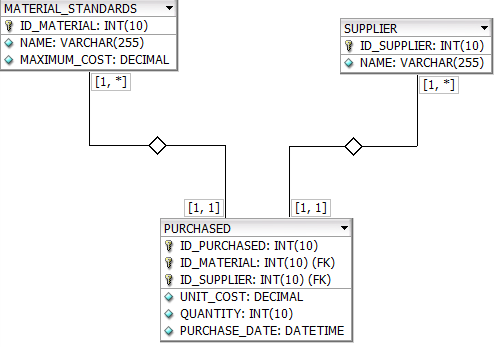 MATERIAL_STANDARDS
ID_MATERIAL: INT(10)
NAME: VARCHAR(255)
MAXIMUM_COST: DECIMAL
[1, *]
SUPPLIER
ID_SUPPLIER: INT(10)
NAME: VARCHAR(255)
[1, *]
[1, 1]
[1, 1]
PURCHASED
ID_PURCHASED: INT(10)
ID_MATERIAL: INT(10) (FK)
ID_SUPPLIER: INT(10) (FK)
UNIT_COST: DECIMAL
QUANTITY: INT(10)
PURCHASE_DATE: DATETIME